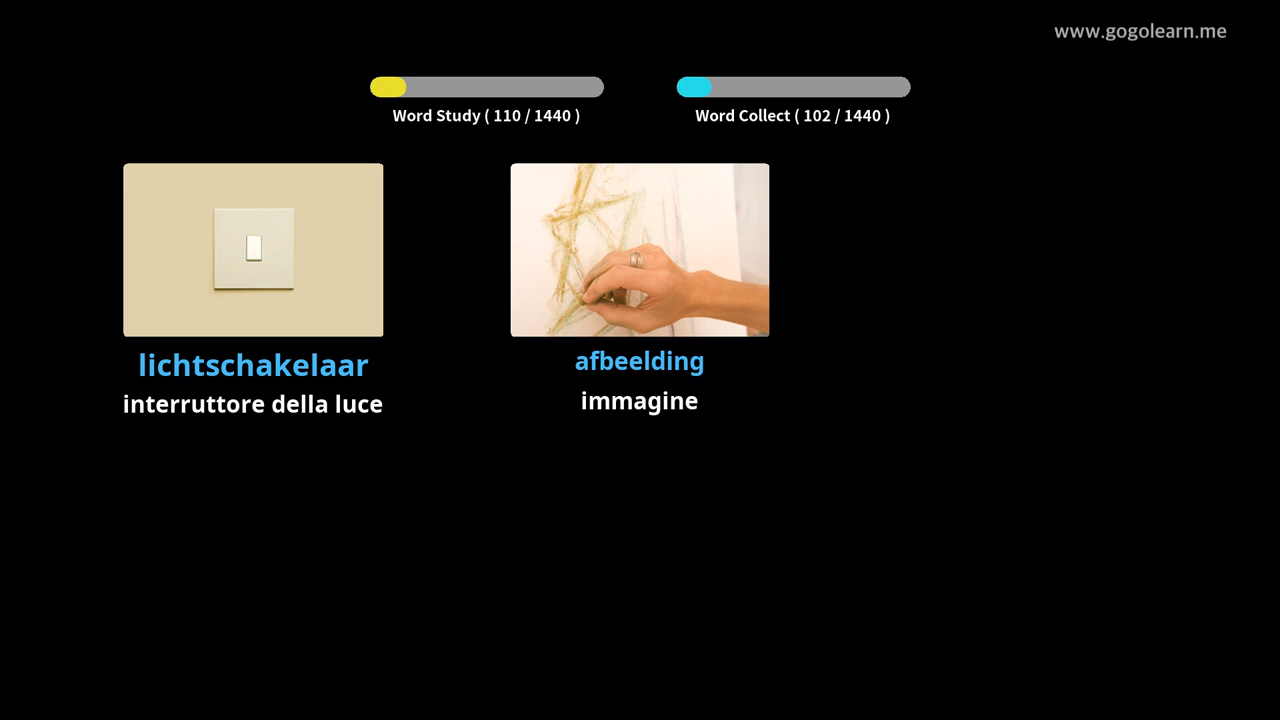 www.gogolearn.me
Word Study ( 110 / 1440 )
Word Collect ( 102 / 1440 )
lichtschakelaar
interruttore della luce
afbeelding
immagine